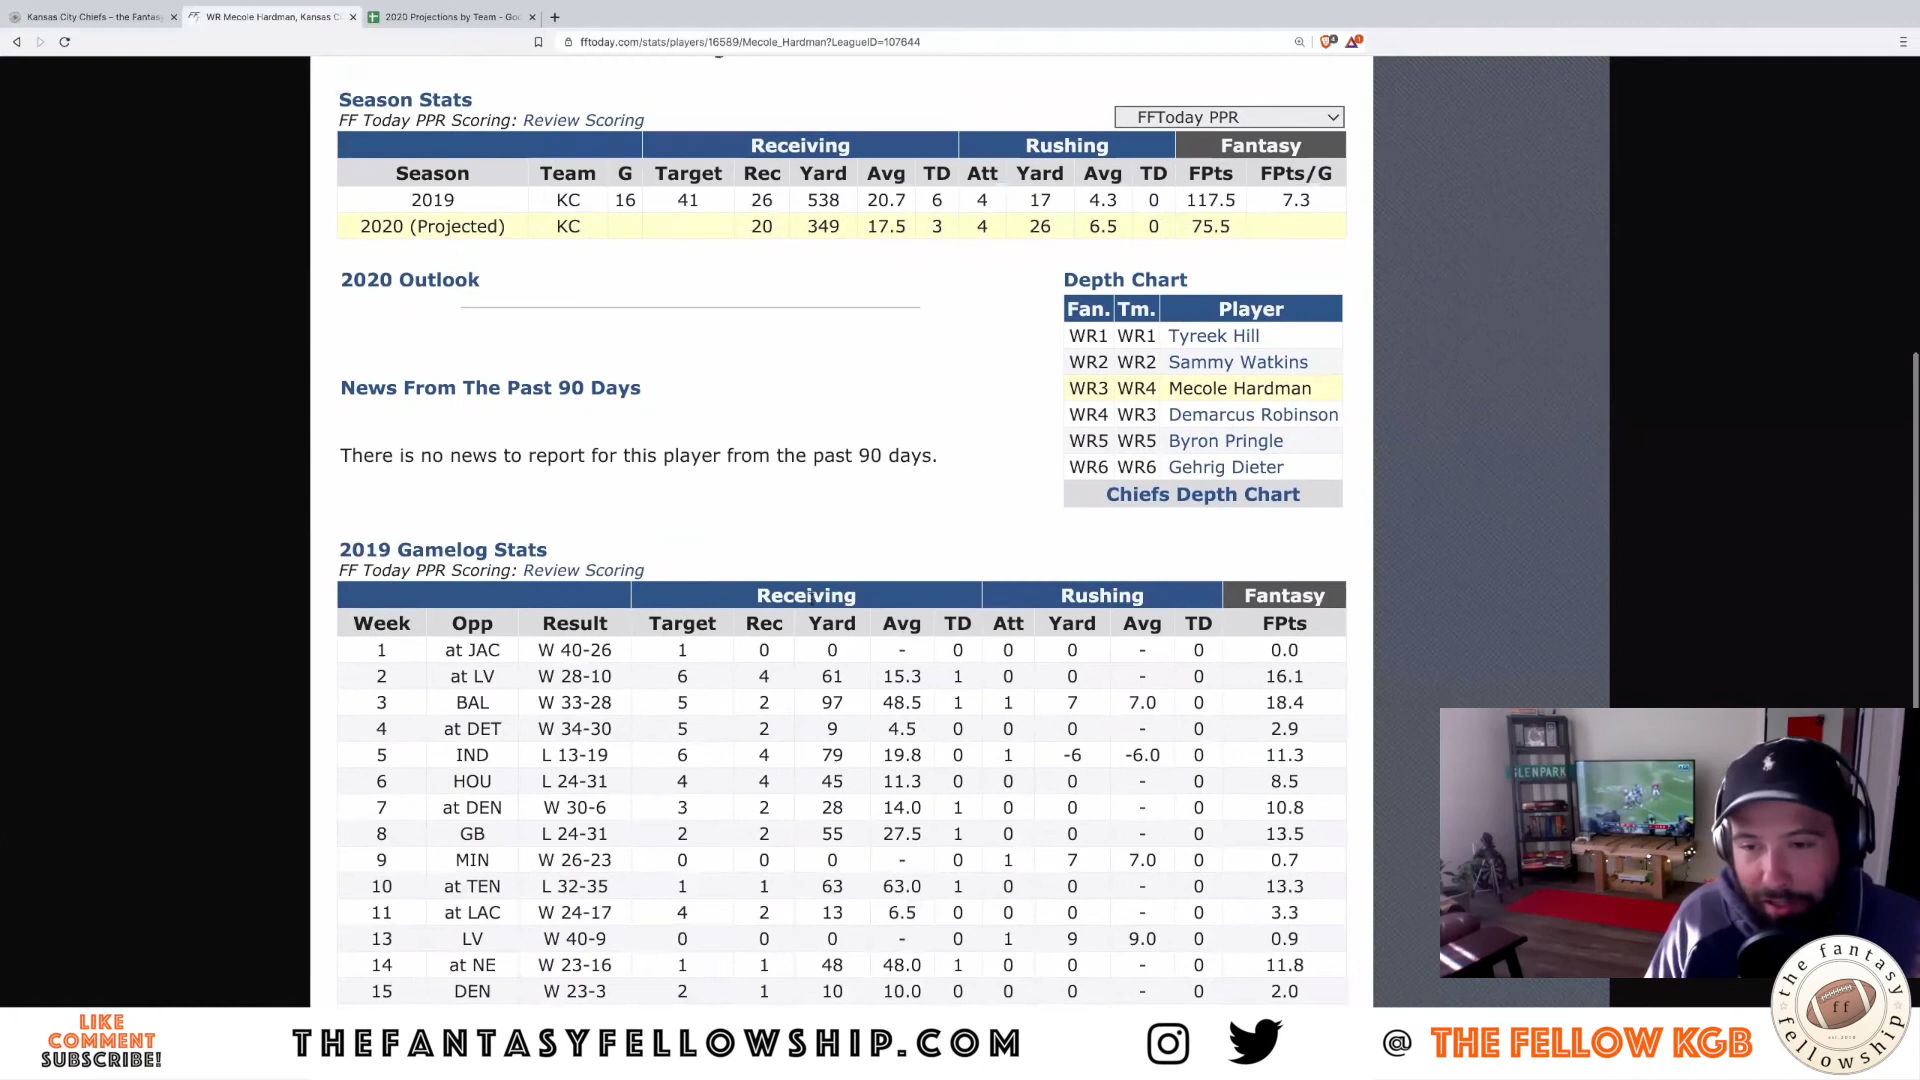 Kansas City Chiefs – the Fantasy
WR Mecole Hardman, Kansas C
2020 Projections by Team - Goo
fftoday.com/stats/players/16589/Mecole_Hardman?LeagueID=107644
Season Stats
FF Today PPR Scoring: Review Scoring
FFToday PPR
Receiving Rushing Fantasy
Season Team G Target Rec Yard Avg TD Att Yard Avg TD FPts FPts/G
2019 KC 16 41 26 538 20.7 6 4 17 4.3 0 117.5 7.3
2020 (Projected) KC 20 349 17.5 3 4 26 6.5 0 75.5
2020 Outlook
Depth Chart
Fan. Tm. Player
WR1 WR1 Tyreek Hill
WR2 WR2 Sammy Watkins
WR3 WR4 Mecole Hardman
WR4 WR3 Demarcus Robinson
WR5 WR5 Byron Pringle
WR6 WR6 Gehrig Dieter
Chiefs Depth Chart
News From The Past 90 Days
There is no news to report for this player from the past 90 days.
2019 Gamelog Stats
FF Today PPR Scoring: Review Scoring
Receiving Rushing Fantasy
Week Opp Result Target Rec Yard Avg TD Att Yard Avg TD FPts
1 at JAC W 40-26 1 0 0 - 0 0 0 - 0 0.0
2 at LV W 28-10 6 4 61 15.3 1 0 0 - 0 16.1
3 BAL W 33-28 5 2 97 48.5 1 1 7 7.0 0 18.4
4 at DET W 34-30 5 2 9 4.5 0 0 0 - 0 2.9
5 IND L 13-19 6 4 79 19.8 0 1 -6 -6.0 0 11.3
6 HOU L 24-31 4 4 45 11.3 0 0 0 - 0 8.5
7 at DEN W 30-6 3 2 28 14.0 1 0 0 - 0 10.8
8 GB L 24-31 2 2 55 27.5 1 0 0 - 0 13.5
9 MIN W 26-23 0 0 0 - 0 1 7 7.0 0 0.7
10 at TEN L 32-35 1 1 63 63.0 1 0 0 - 0 13.3
11 at LAC W 24-17 4 2 13 6.5 0 0 0 - 0 3.3
13 LV W 40-9 0 0 0 - 0 1 9 9.0 0 0.9
14 at NE W 23-16 1 1 48 48.0 1 0 0 - 0 11.8
15 DEN W 23-3 2 1 10 10.0 0 0 0 - 0 2.0
GLENPARK
LIKE
COMMENT
SUBSCRIBE!
THEFANTASYFELLOWSHIP.COM
@ THE FELLOW KGB
the fantasy
ff
fellowship